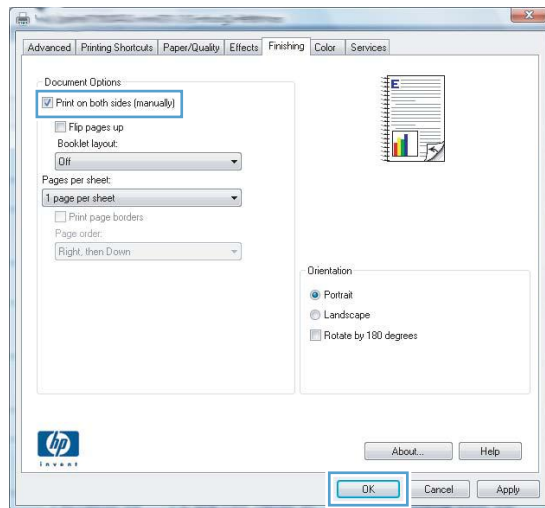 Advanced Printing Shortcuts Paper/Quality Effects Finishing Color Services
Document Options
Print on both sides (manually)
Flip pages up
Booklet layout:
Off
Pages per sheet:
1 page per sheet
Print page borders
Page order:
Right, then Down
E
Orientation
Portrait
Landscape
Rotate by 180 degrees
hp
invent
About... Help
OK Cancel Apply